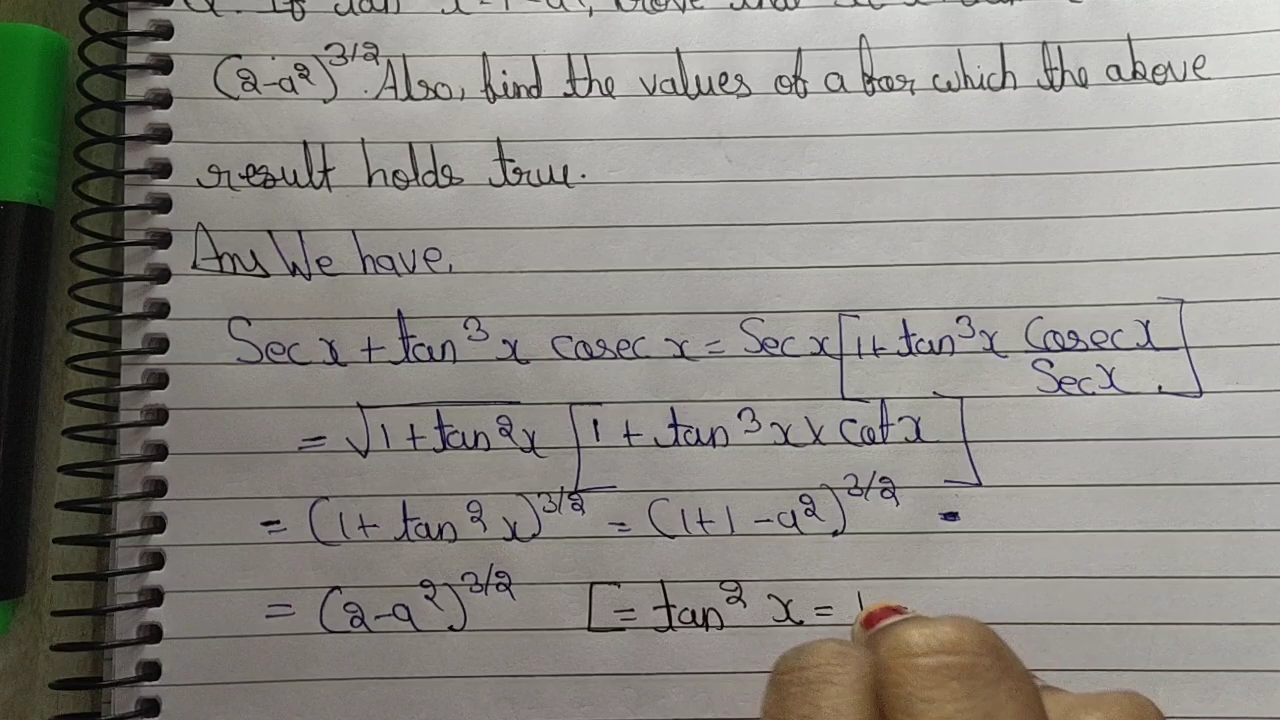 (2-a²)^3/2. Also, find the values of a for which the above
result holds true.
Ans We have,
Sec x + tan³ x cosec x = Sec x [1 + tan³ x Cosec x / Sec x]
= √1+tan²x [1 + tan³ x × cot x]
= (1 + tan² x)^3/2 = (1+1-a²)^3/2
= (2-a²)^3/2 [= tan² x =